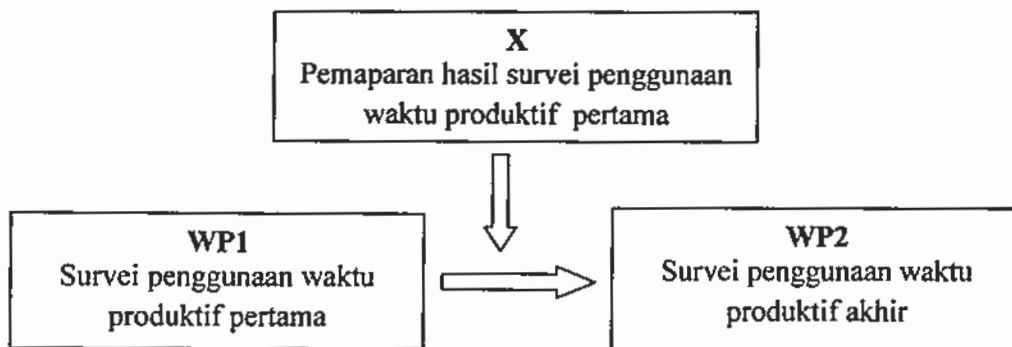 X
Pemaparan hasil survei penggunaan
waktu produktif pertama
WP1
Survei penggunaan waktu
produktif pertama
WP2
Survei penggunaan waktu
produktif akhir